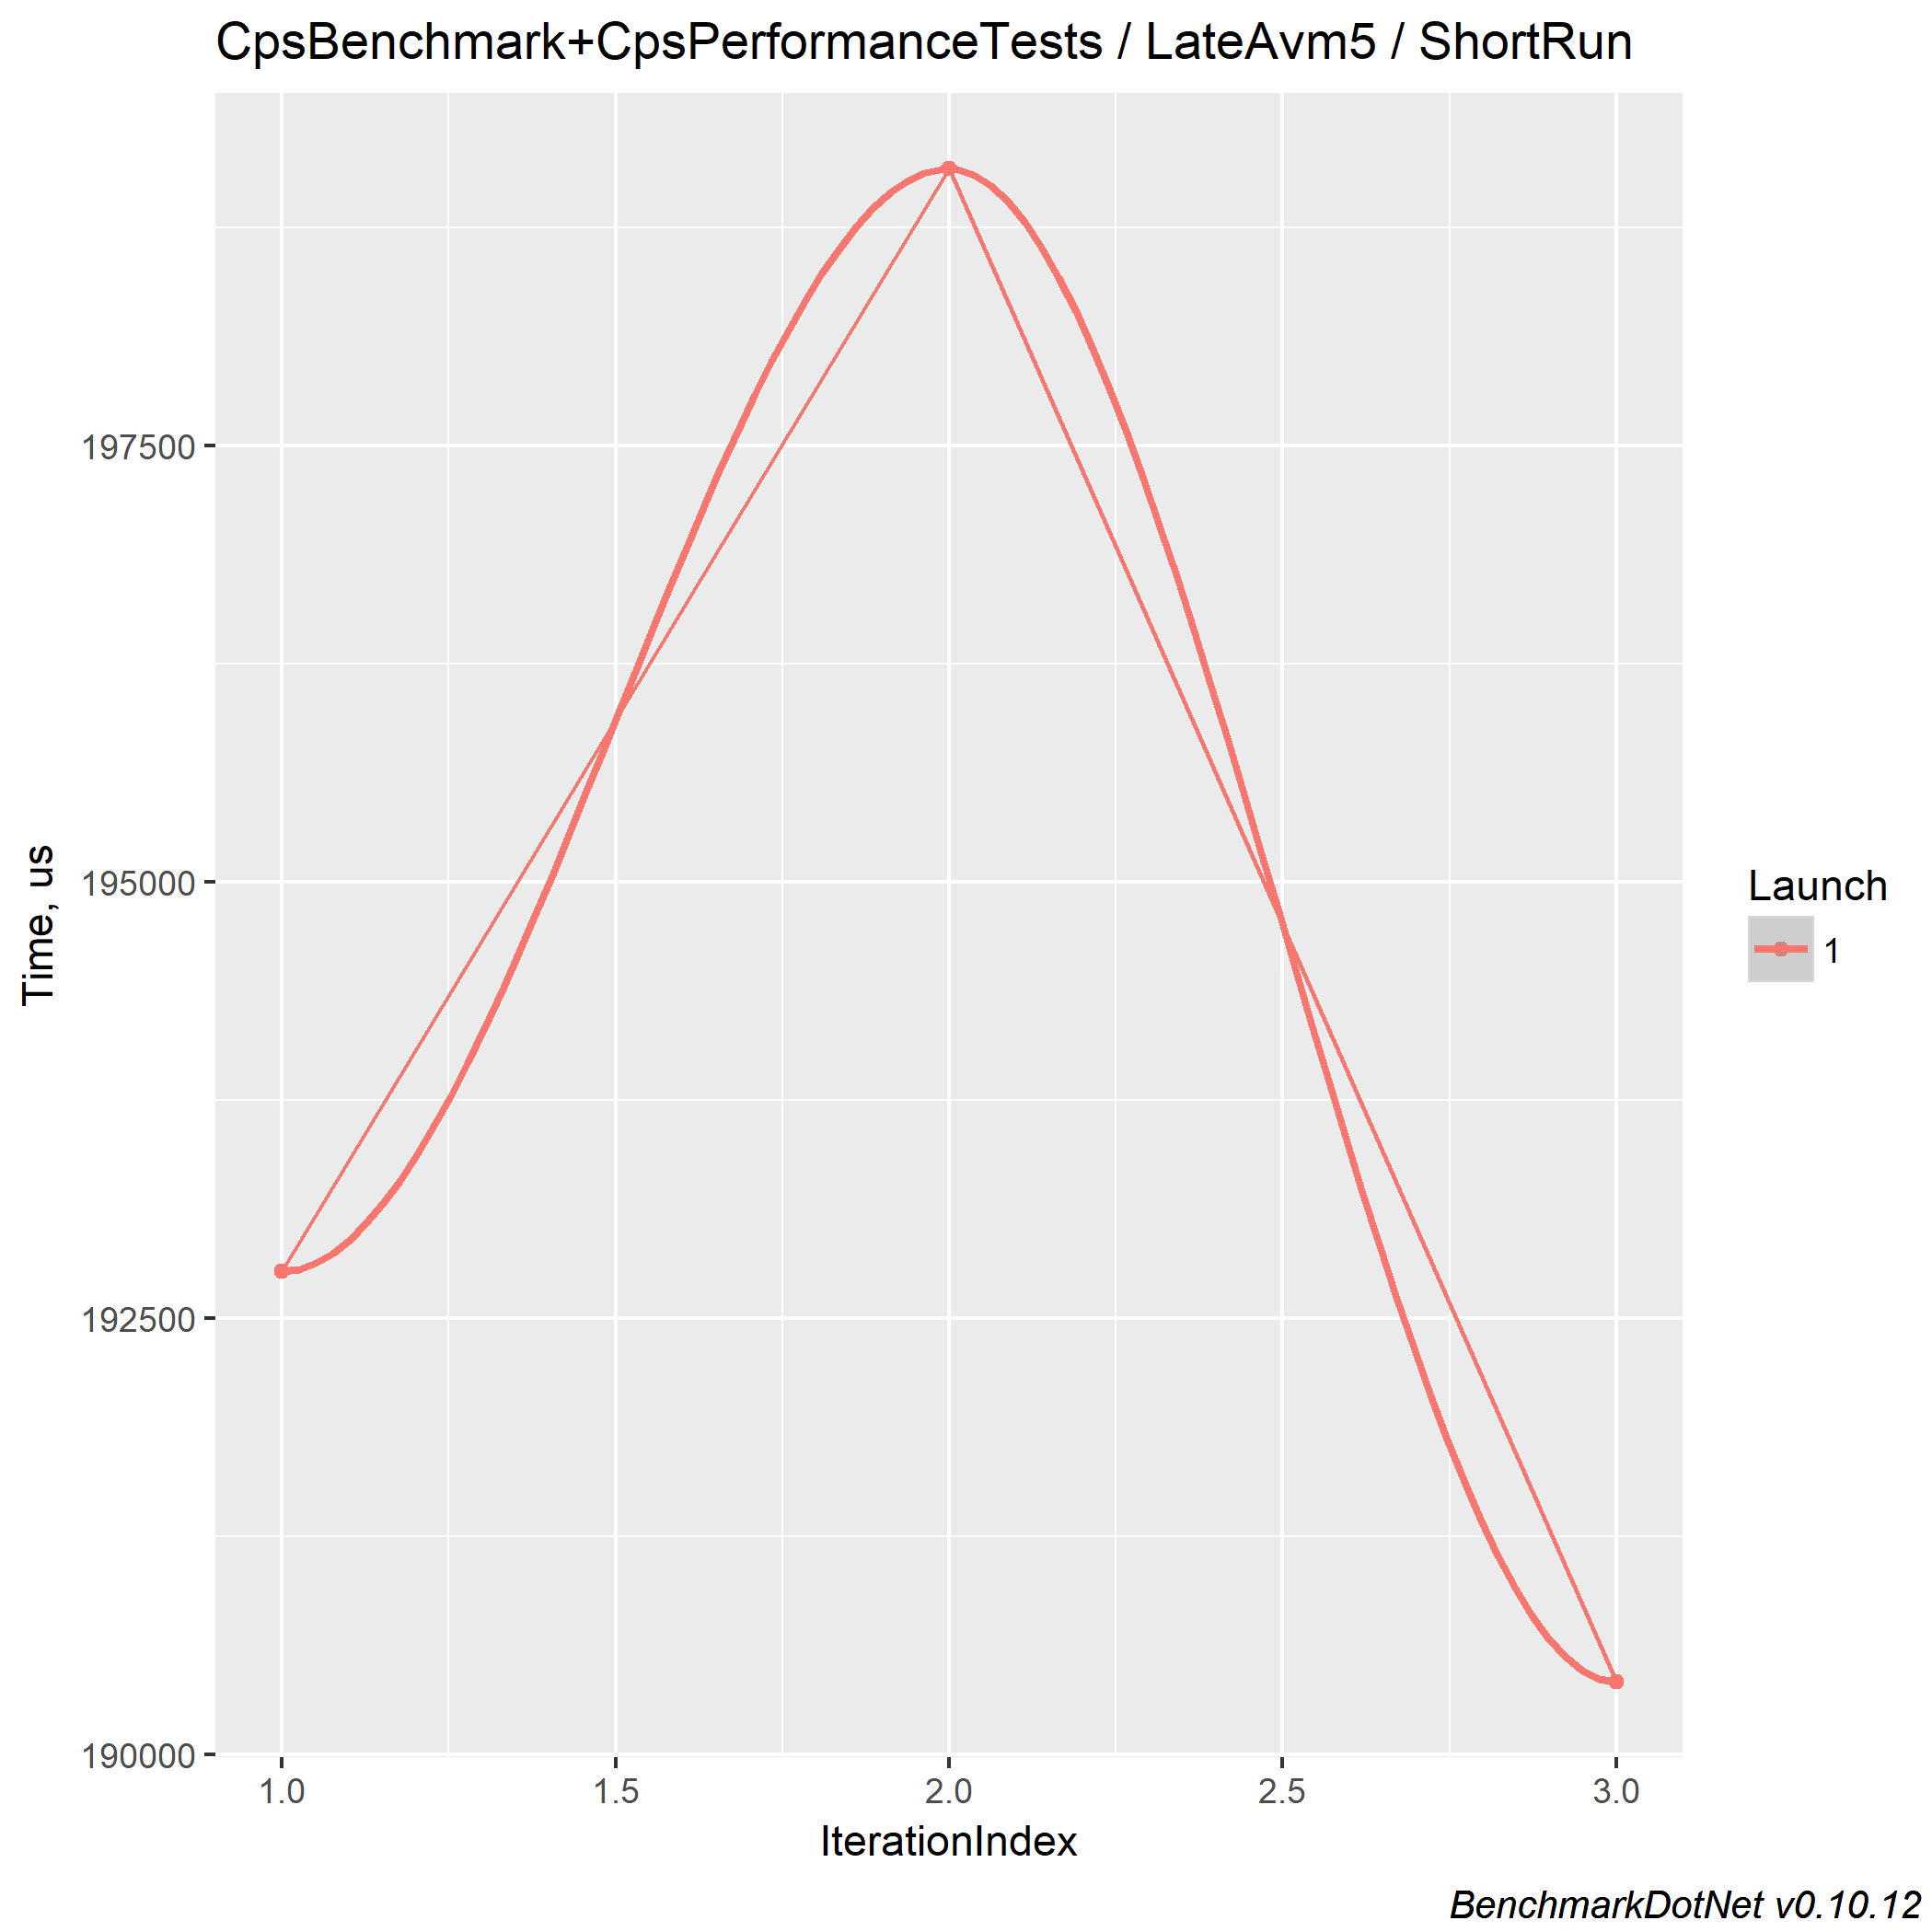 CpsBenchmark+CpsPerformanceTests / LateAvm5 / ShortRun
197500
195000
192500
190000
Time, us
1.0 1.5 2.0 2.5 3.0
IterationIndex
Launch
1
BenchmarkDotNet v0.10.12